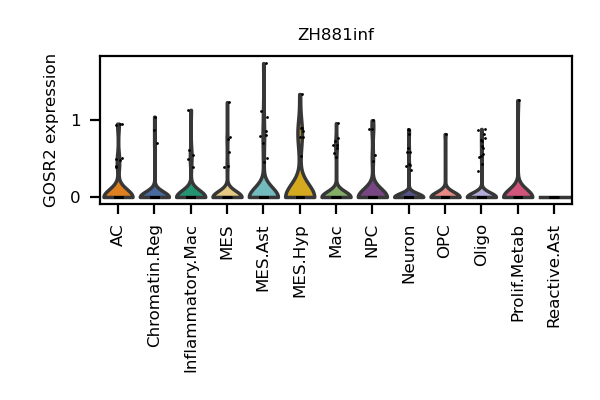 ZH881inf
GOSR2 expression
1
0
AC
Chromatin.Reg
Inflammatory.Mac
MES
MES.Ast
MES.Hyp
Mac
NPC
Neuron
OPC
Oligo
Prolif.Metab
Reactive.Ast